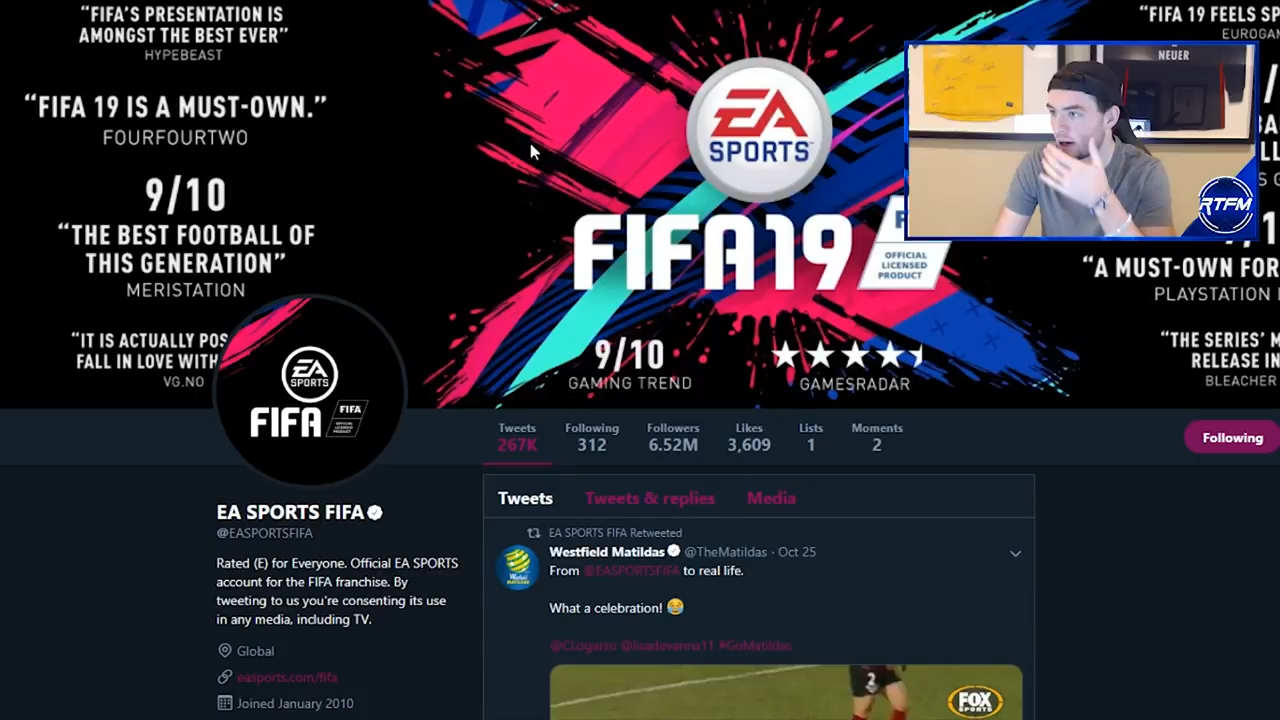 “FIFA’S PRESENTATION IS
AMONGST THE BEST EVER”
HYPEBEAST
“FIFA 19 IS A MUST-OWN.”
FOURFOURTWO
9/10
“THE BEST FOOTBALL OF
THIS GENERATION”
MERISTATION
“IT IS ACTUALLY
FALL IN LOVE WITH
VG.NO
EA
SPORTS
FIFA19
OFFICIAL
LICENSED
PRODUCT
9/10
GAMING TREND
GAMESRADAR
“FIFA 19 FEELS
NEUER
RTFM
“A MUST-OWN FOR
PLAYSTATION
“THE SERIES’
RELEASE IN
BLEACHER
EA
SPORTS
FIFA
FIFA
OFFICIAL
LICENSED
PRODUCT
Tweets
267K
Following
312
Followers
6.52M
Likes
3,609
Lists
1
Moments
2
Following
EA SPORTS FIFA
@EASPORTSFIFA
Rated (E) for Everyone. Official EA SPORTS
account for the FIFA franchise. By
tweeting to us you're consenting its use
in any media, including TV.
Global
easports.com/fifa
Joined January 2010
Tweets Tweets & replies Media
EA SPORTS FIFA Retweeted
Westfield Matildas @TheMatildas · Oct 25
From @EASPORTSFIFA to real life.
What a celebration! 😂
@CLogarzo @lisadevanna11 #GoMatildas
2
FOX
SPORTS